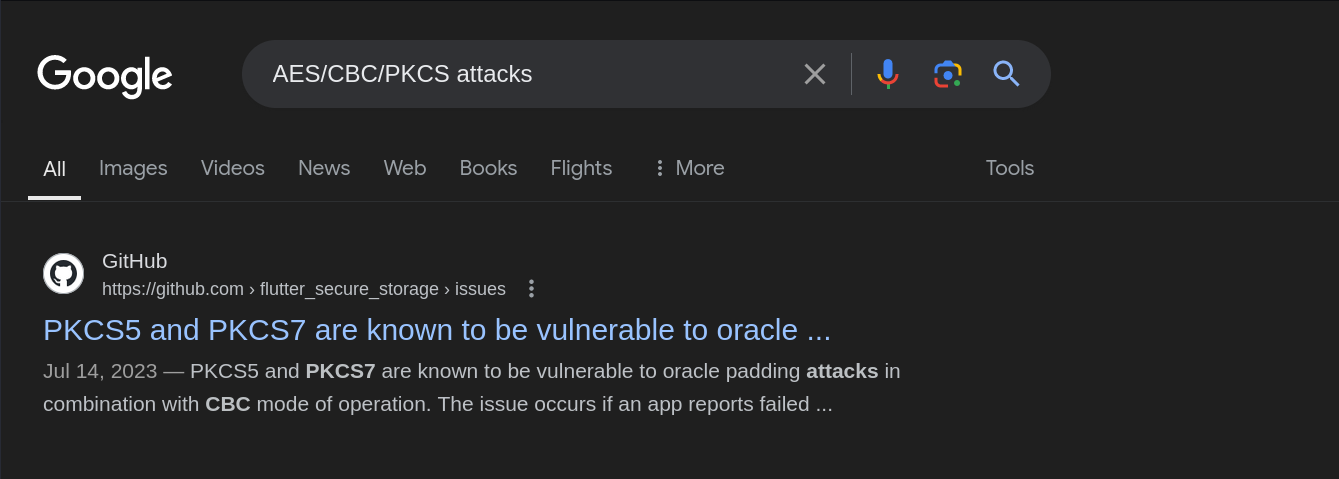 Google
AES/CBC/PKCS attacks
All Images Videos News Web Books Flights More Tools
GitHub
https://github.com › flutter_secure_storage › issues
PKCS5 and PKCS7 are known to be vulnerable to oracle ...
Jul 14, 2023 — PKCS5 and PKCS7 are known to be vulnerable to oracle padding attacks in
combination with CBC mode of operation. The issue occurs if an app reports failed ...